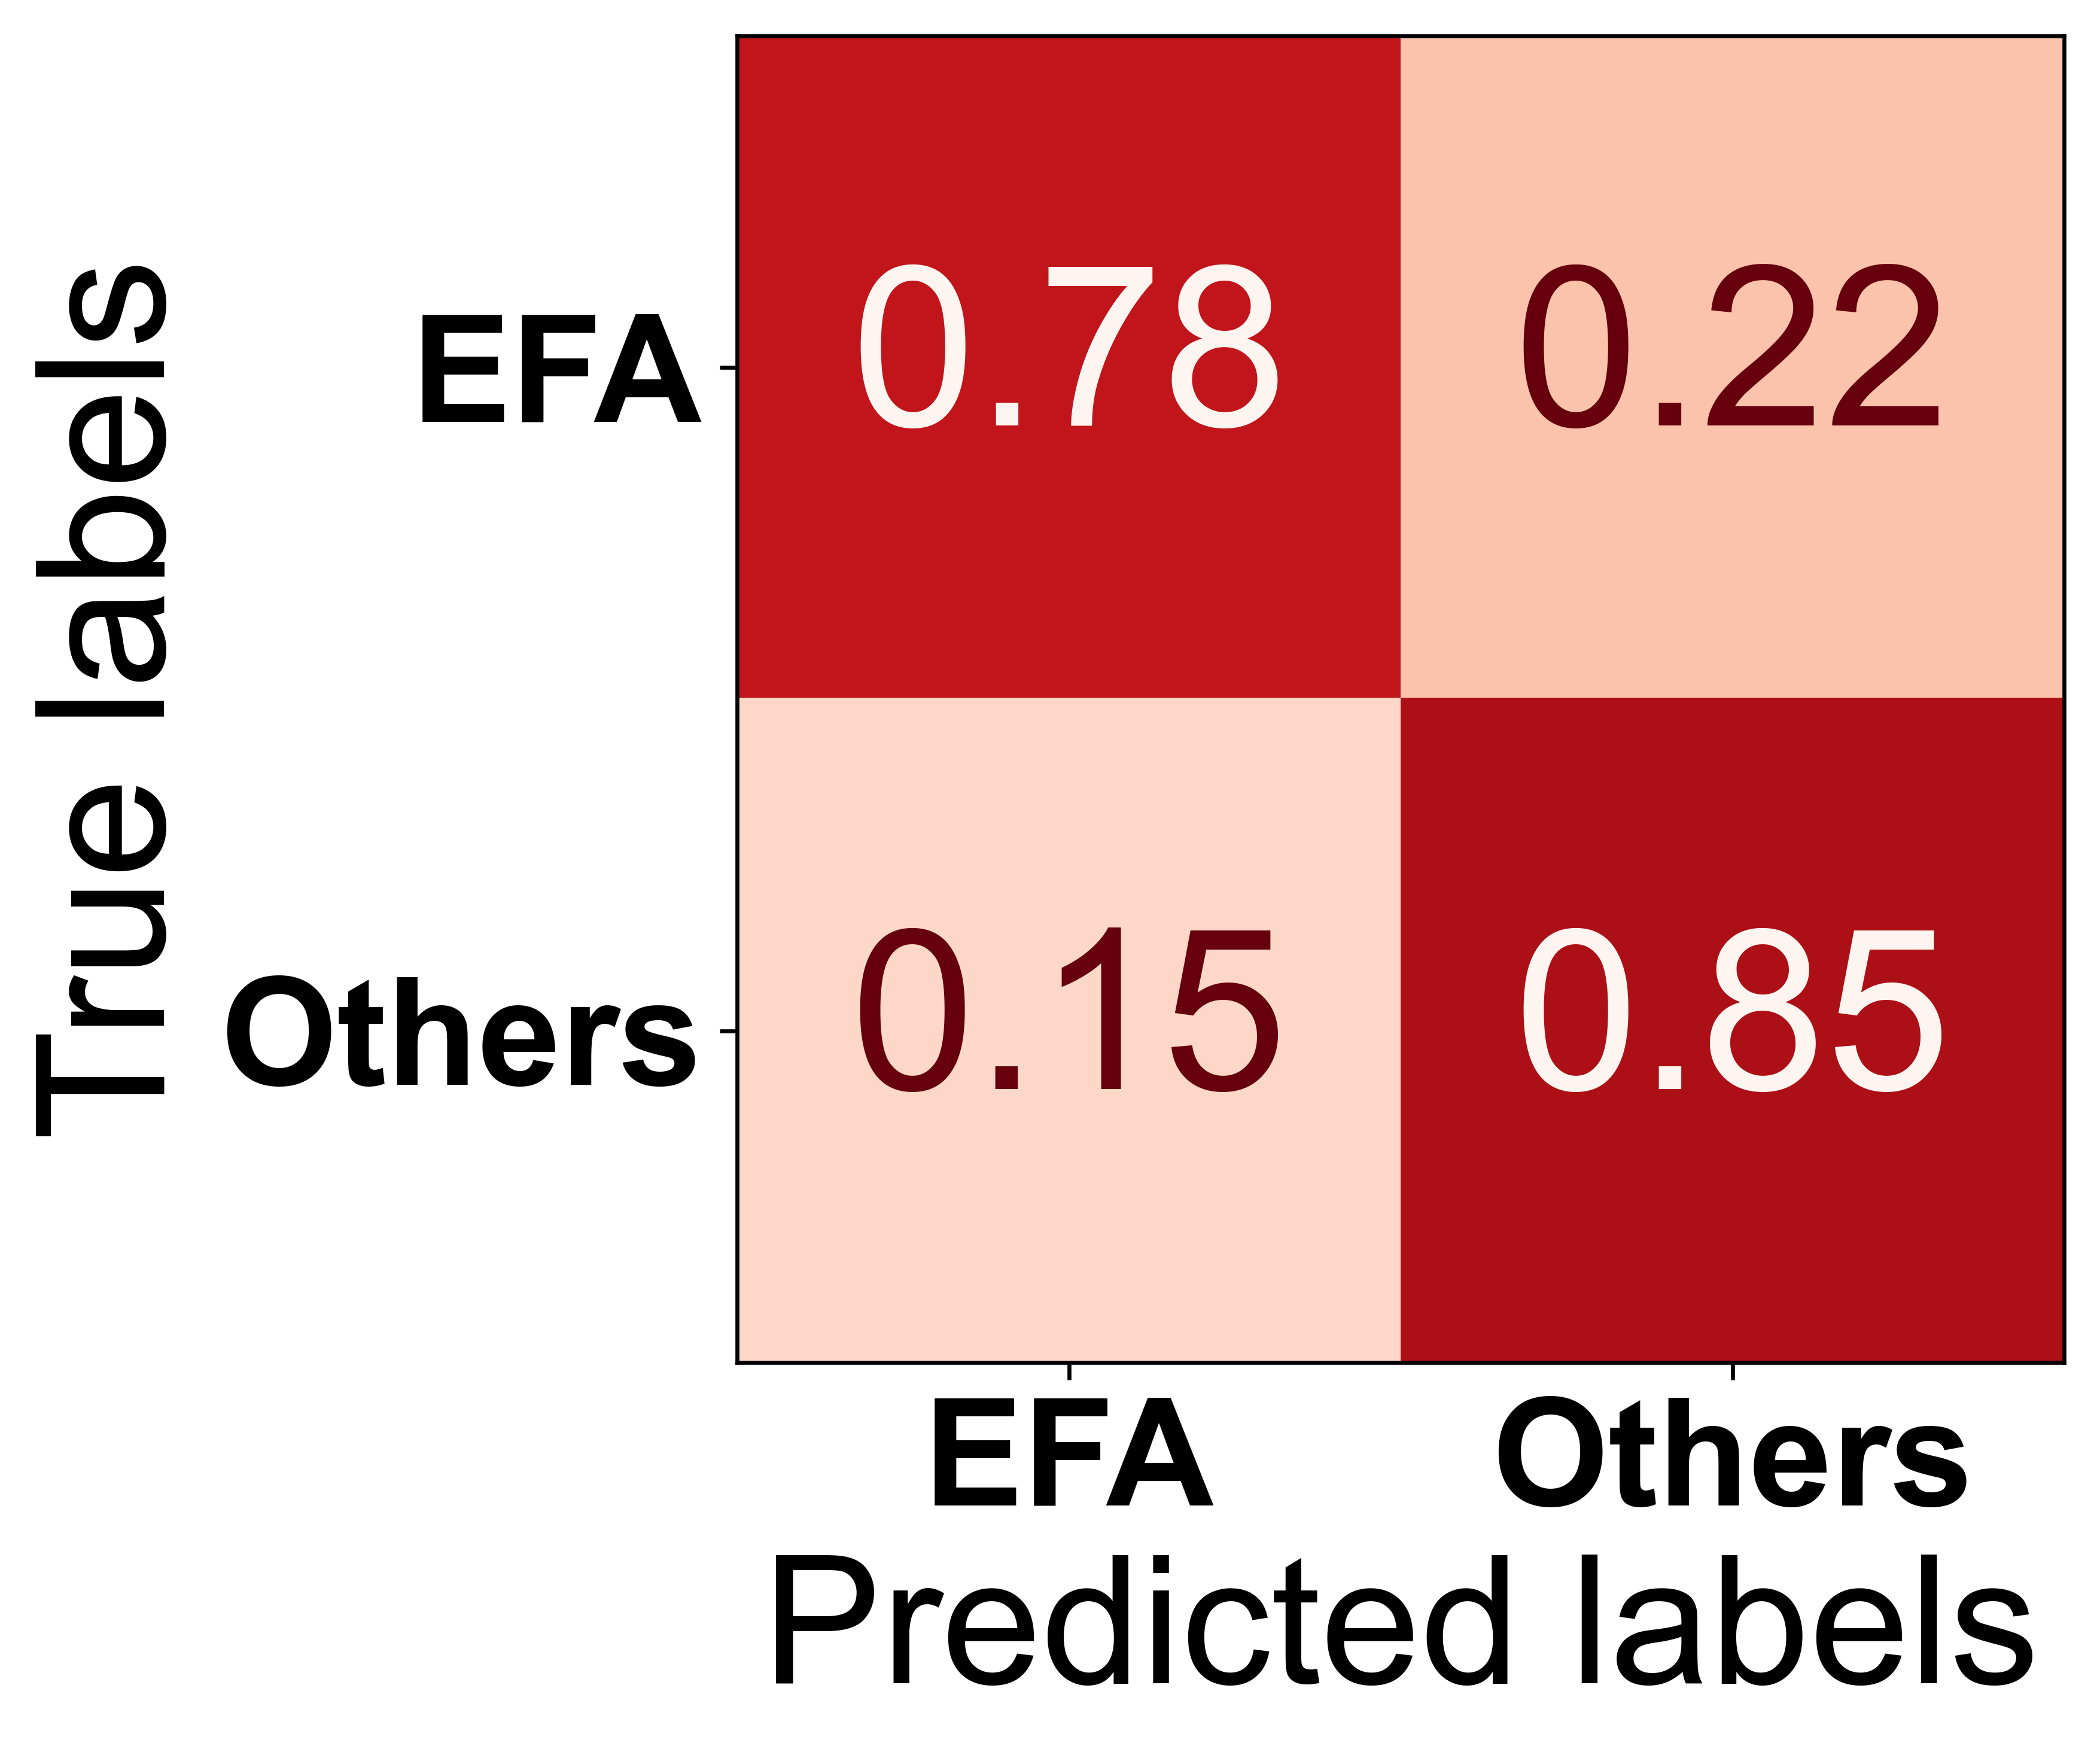 True labels
EFA
0.78 0.22
Others
0.15 0.85
EFA Others
Predicted labels